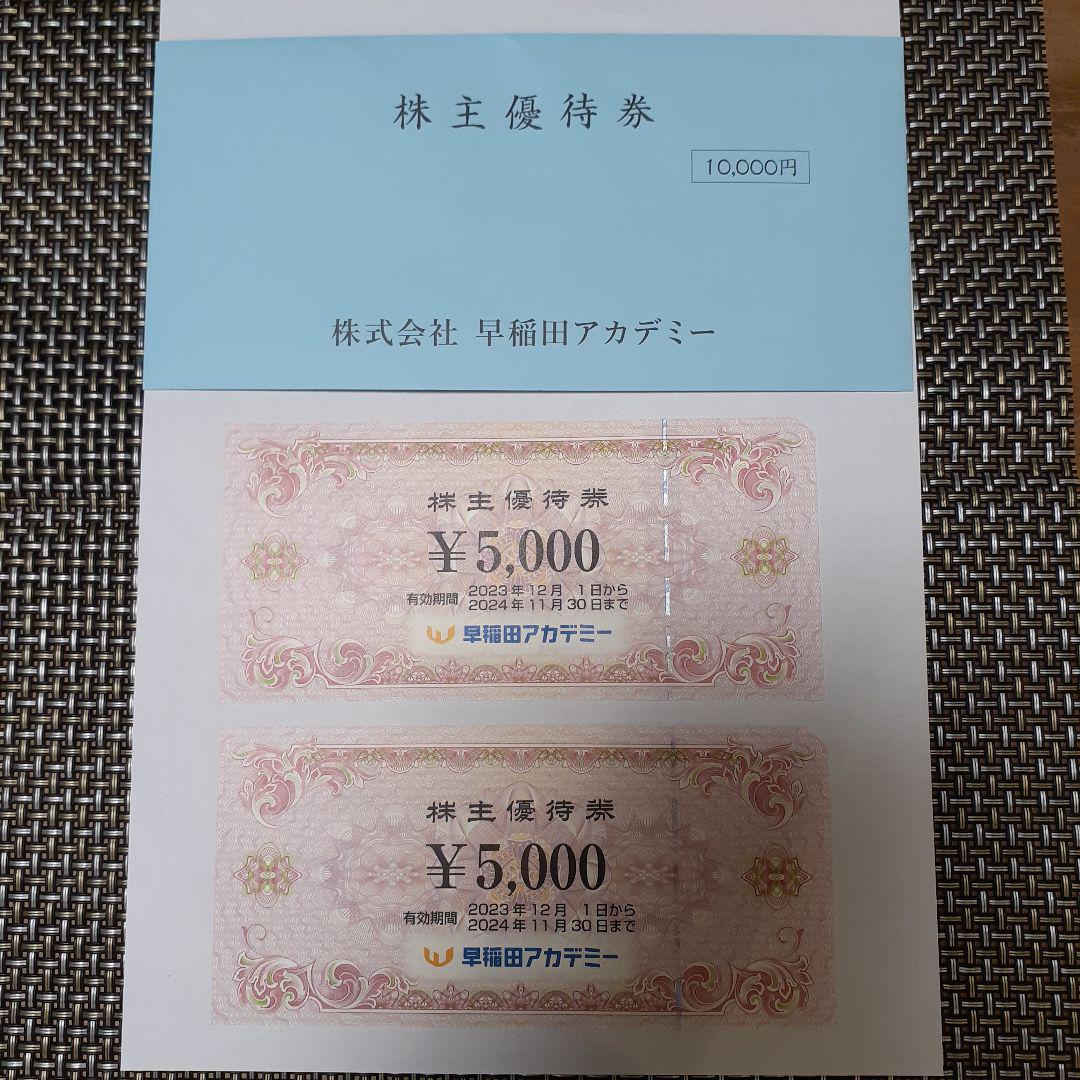 株主優待券
10,000円
株式会社 早稲田アカデミー
株主優待券
¥5,000
有効期間 2023年12月 1日から
2024年11月30日まで
早稲田アカデミー
株主優待券
¥5,000
有効期間 2023年12月 1日から
2024年11月30日まで
早稲田アカデミー